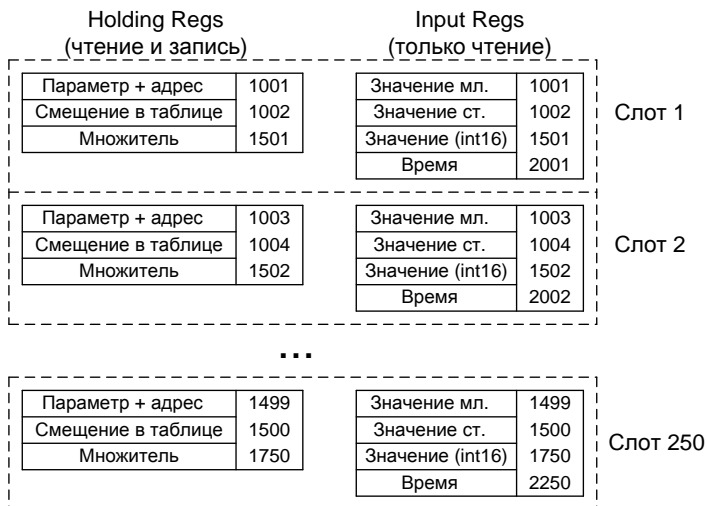 Holding Regs
(чтение и запись)
Input Regs
(только чтение)
Параметр + адрес 1001
Смещение в таблице 1002
Множитель 1501
Значение мл. 1001
Значение ст. 1002
Значение (int16) 1501
Время 2001
Слот 1
Параметр + адрес 1003
Смещение в таблице 1004
Множитель 1502
Значение мл. 1003
Значение ст. 1004
Значение (int16) 1502
Время 2002
Слот 2
...
Параметр + адрес 1499
Смещение в таблице 1500
Множитель 1750
Значение мл. 1499
Значение ст. 1500
Значение (int16) 1750
Время 2250
Слот 250